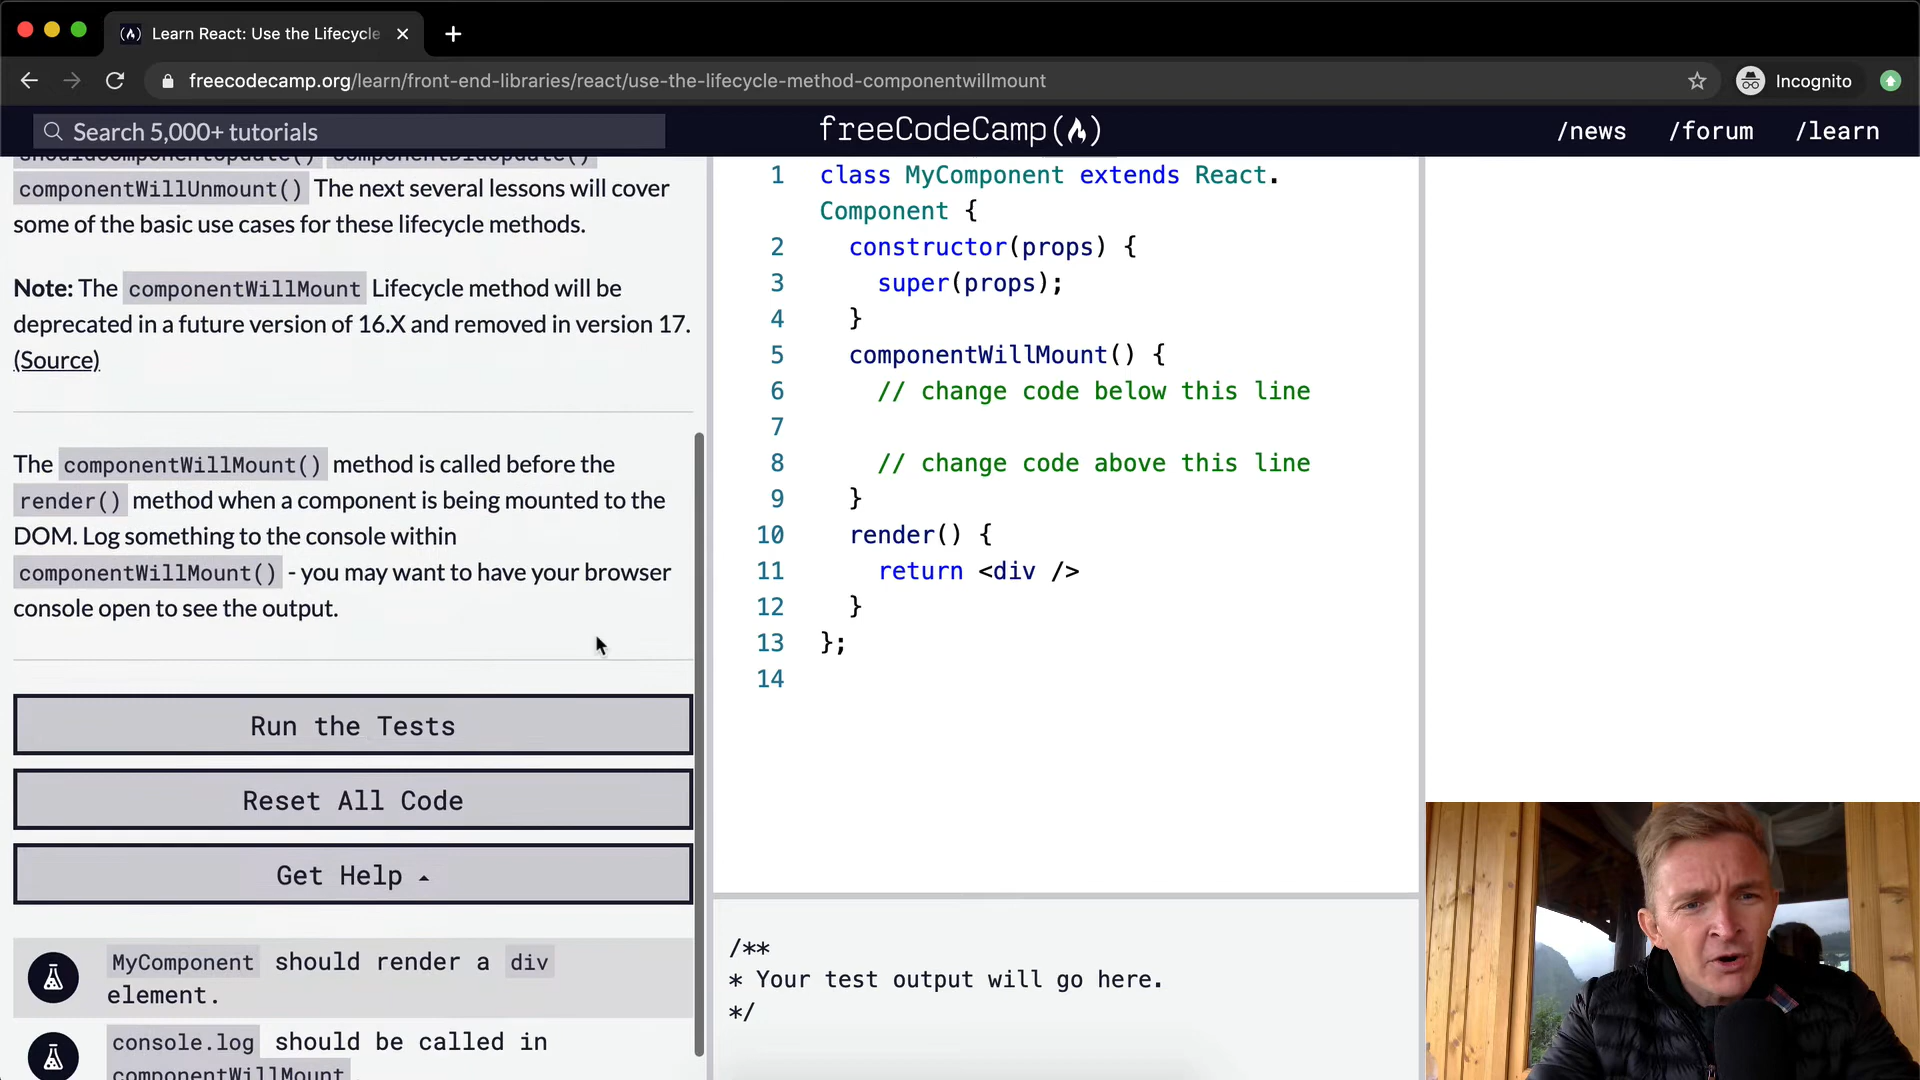 Learn React: Use the Lifecycle
freecodecamp.org/learn/front-end-libraries/react/use-the-lifecycle-method-componentwillmount
Incognito
Search 5,000+ tutorials
freeCodeCamp
/news /forum /learn
shouldComponentUpdate() componentDidUpdate()
componentWillUnmount() The next several lessons will cover
some of the basic use cases for these lifecycle methods.
Note: The componentWillMount Lifecycle method will be
deprecated in a future version of 16.X and removed in version 17.
(Source)
The componentWillMount() method is called before the
render() method when a component is being mounted to the
DOM. Log something to the console within
componentWillMount() - you may want to have your browser
console open to see the output.
Run the Tests
Reset All Code
Get Help
MyComponent should render a div
element.
console.log should be called in
componentWillMount
1 class MyComponent extends React.
Component {
2 constructor(props) {
3 super(props);
4 }
5 componentWillMount() {
6 // change code below this line
7
8 // change code above this line
9 }
10 render() {
11 return <div />
12 }
13 };
14
/**
* Your test output will go here.
*/